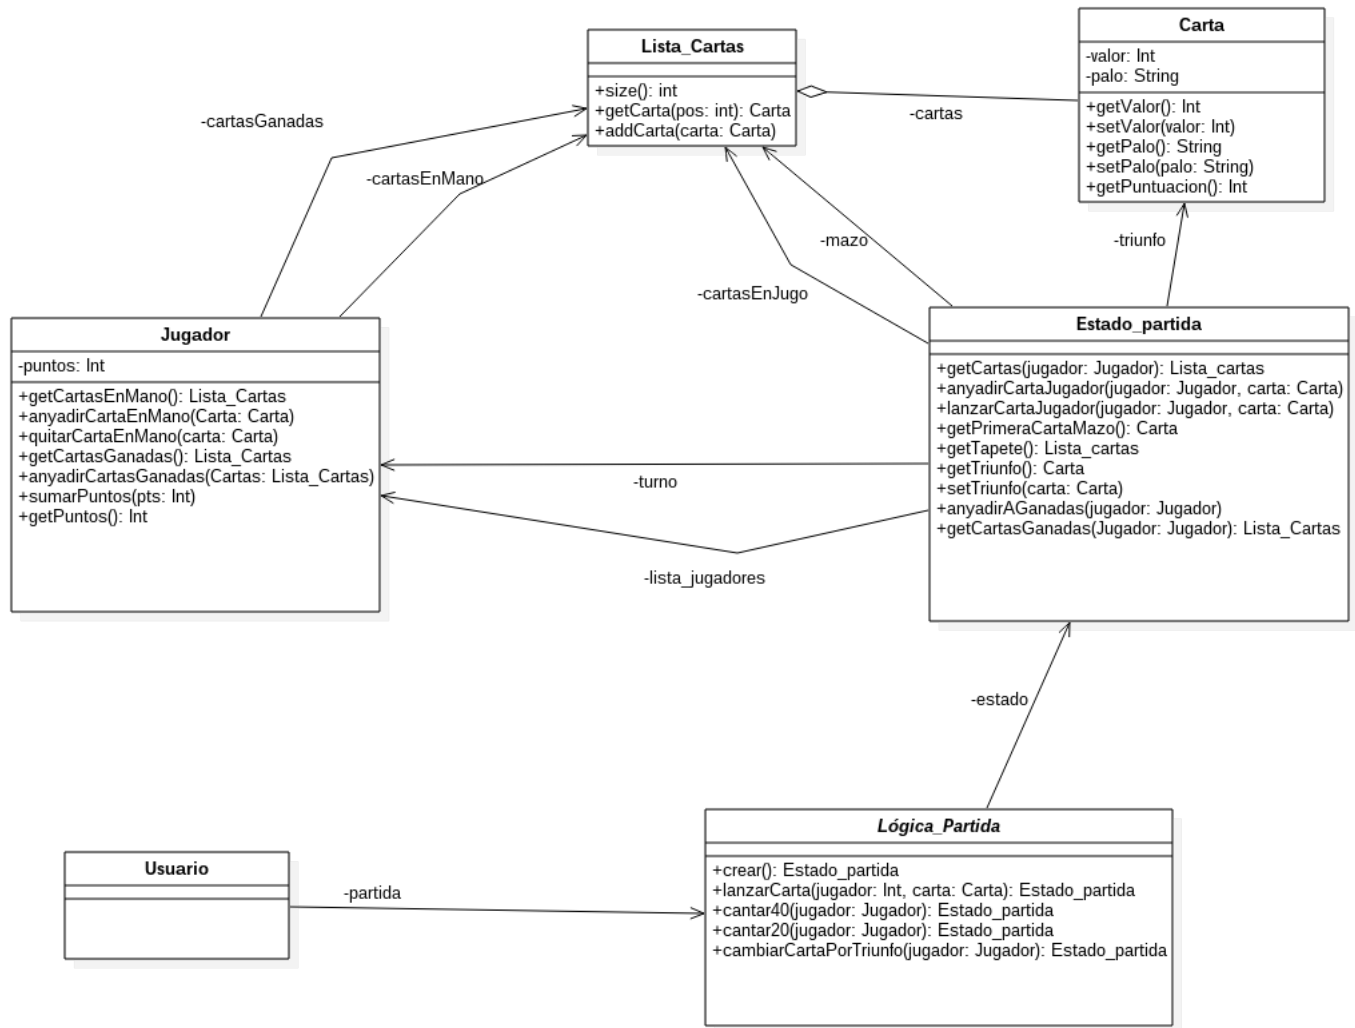 Lista_Cartas
+size(): int
+getCarta(pos: int): Carta
+addCarta(carta: Carta)
Carta
-valor: Int
-palo: String
+getValor(): Int
+setValor(valor: Int)
+getPalo(): String
+setPalo(palo: String)
+getPuntuacion(): Int
-cartas
-cartasGanadas
-cartasEnMano
-mazo
-triunfo
-cartasEnJugo
Jugador
-puntos: Int
+getCartasEnMano(): Lista_Cartas
+anyadirCartaEnMano(Carta: Carta)
+quitarCartaEnMano(carta: Carta)
+getCartasGanadas(): Lista_Cartas
+anyadirCartasGanadas(Cartas: Lista_Cartas)
+sumarPuntos(pts: Int)
+getPuntos(): Int
Estado_partida
+getCartas(jugador: Jugador): Lista_cartas
+anyadirCartaJugador(jugador: Jugador, carta: Carta)
+lanzarCartaJugador(jugador: Jugador, carta: Carta)
+getPrimeraCartaMazo(): Carta
+getTapete(): Lista_cartas
+getTriunfo(): Carta
+setTriunfo(carta: Carta)
+anyadirAGanadas(jugador: Jugador)
+getCartasGanadas(Jugador: Jugador): Lista_Cartas
-turno
-lista_jugadores
-estado
Usuario
-partida
Lógica_Partida
+crear(): Estado_partida
+lanzarCarta(jugador: Int, carta: Carta): Estado_partida
+cantar40(jugador: Jugador): Estado_partida
+cantar20(jugador: Jugador): Estado_partida
+cambiarCartaPorTriunfo(jugador: Jugador): Estado_partida